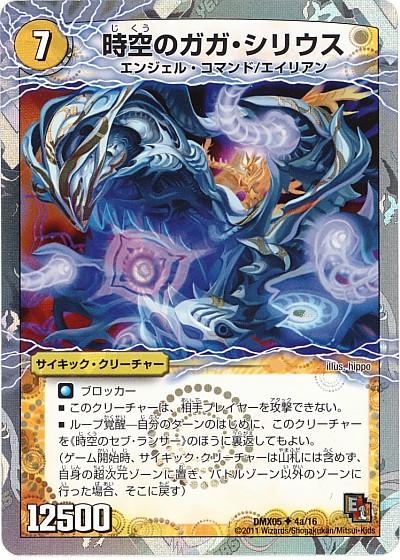 7
じくう
時空のガガ・シリウス
エンジェル・コマンド/エイリアン
illus. hippo
サイキック・クリーチャー
ブロッカー
■ このクリーチャーは、相手プレイヤーを攻撃できない。
■ ループ覚醒―自分のターンのはじめに、このクリーチャーを《時空のセブ・ランサー》のほうに裏返してもよい。
(ゲーム開始時、サイキック・クリーチャーは山札には含めず、
自身の超次元ゾーンに置き、バトルゾーン以外のゾーンに
行った場合、そこに戻す)
12500
DMX05 ◆ 4a/16
©2011 Wizards/Shogakukan/Mitsui-Kids